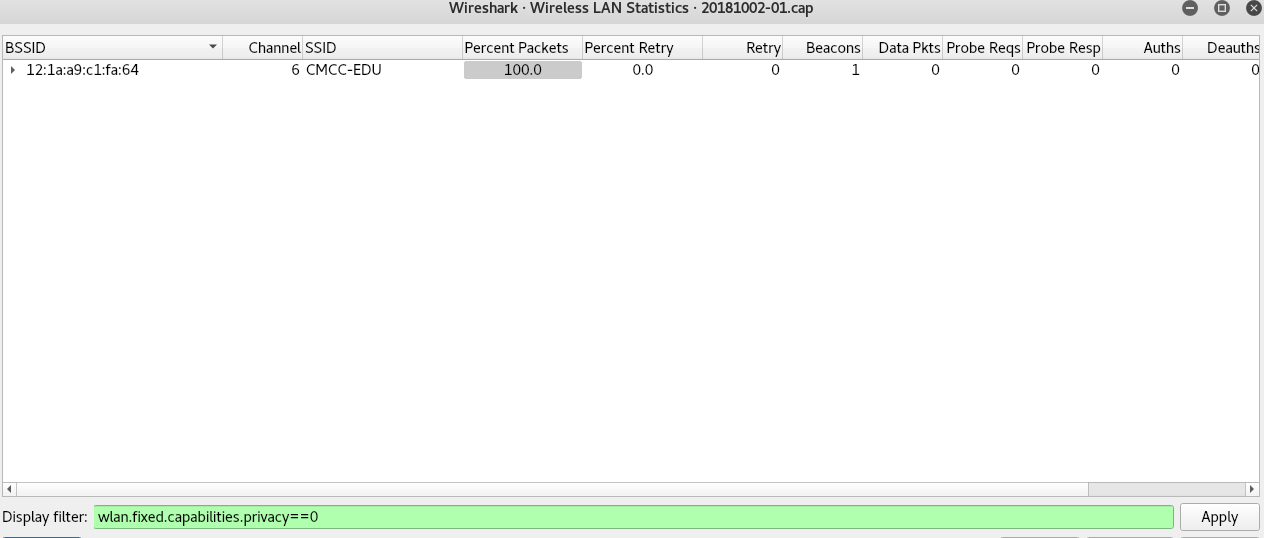 Wireshark · Wireless LAN Statistics · 20181002-01.cap
BSSID Channel SSID Percent Packets Percent Retry Retry Beacons Data Pkts Probe Reqs Probe Resp Auths Deauths
12:1a:a9:c1:fa:64 6 CMCC-EDU 100.0 0.0 0 1 0 0 0 0 0
Display filter: wlan.fixed.capabilities.privacy==0 Apply